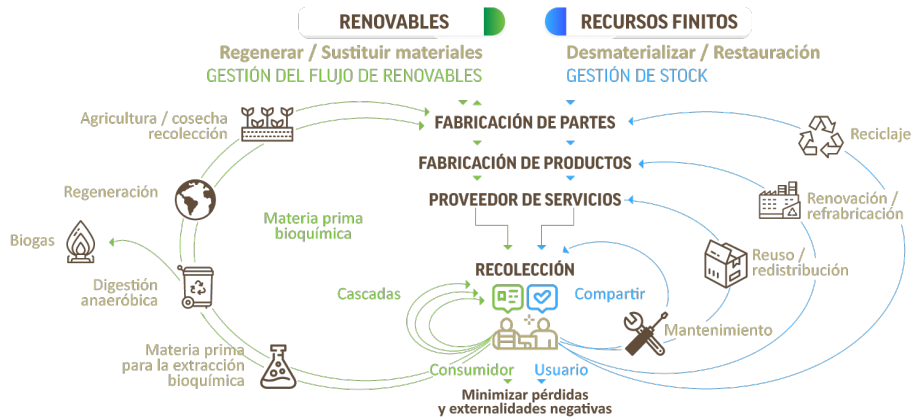 RENOVABLES
RECURSOS FINITOS
Regenerar / Sustituir materiales
GESTIÓN DEL FLUJO DE RENOVABLES
Desmaterializar / Restauración
GESTIÓN DE STOCK
Agricultura / cosecha
recolección
FABRICACIÓN DE PARTES
Reciclaje
FABRICACIÓN DE PRODUCTOS
Regeneración
PROVEEDOR DE SERVICIOS
Renovación /
refrabricación
Materia prima
bioquímica
Biogas
Reuso /
redistribución
RECOLECCIÓN
Digestión
anaeróbica
Cascadas
Compartir
Mantenimiento
Materia prima
para la extracción
bioquímica
Consumidor
Usuario
Minimizar pérdidas
y externalidades negativas